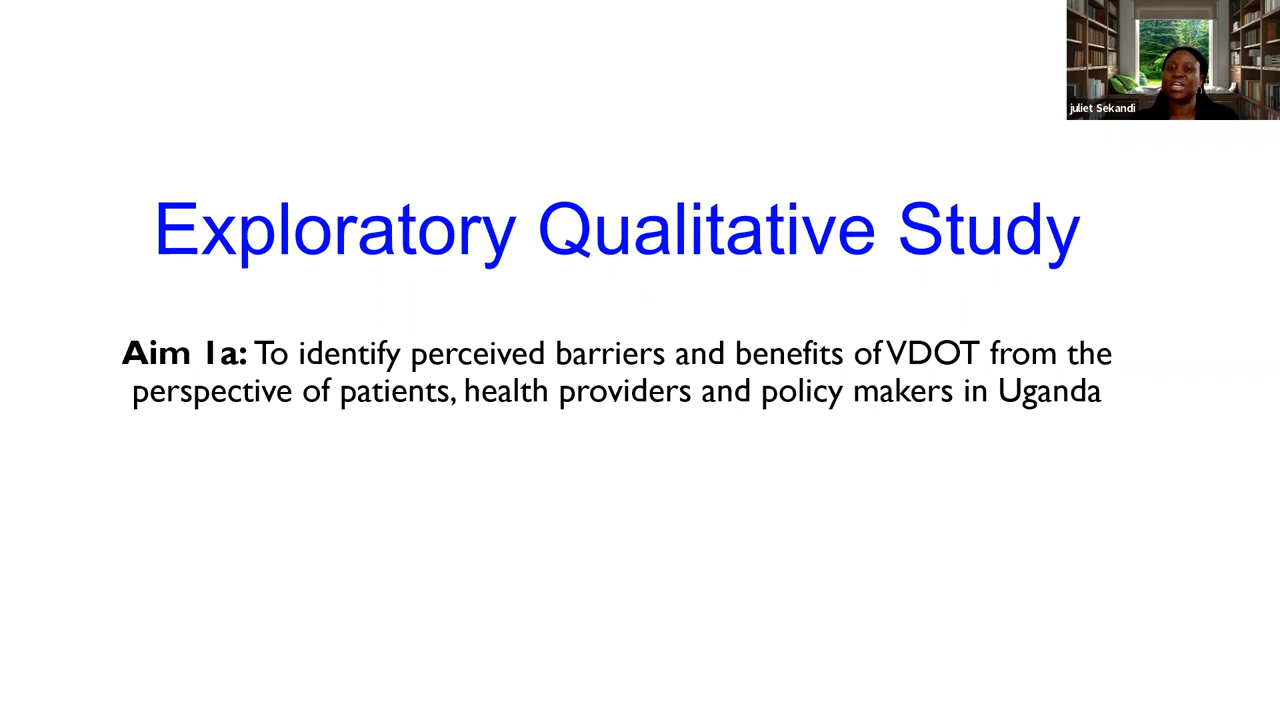 juliet Sekandi
Exploratory Qualitative Study
Aim 1a: To identify perceived barriers and benefits of VDOT from the
perspective of patients, health providers and policy makers in Uganda